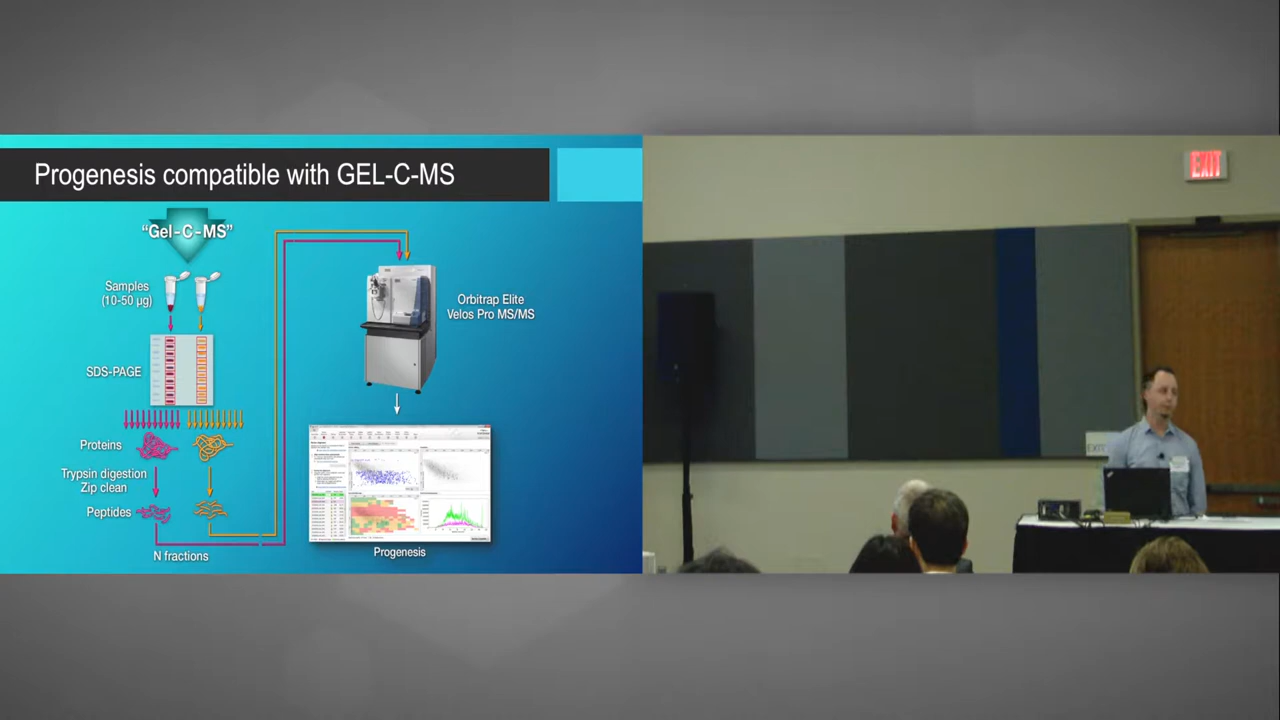 Progenesis compatible with GEL-C-MS
“Gel-C-MS”
Samples
(10-50 µg)
SDS-PAGE
Proteins
Trypsin digestion
Zip clean
Peptides
N fractions
Orbitrap Elite
Velos Pro MS/MS
Progenesis
EXIT
EXIT